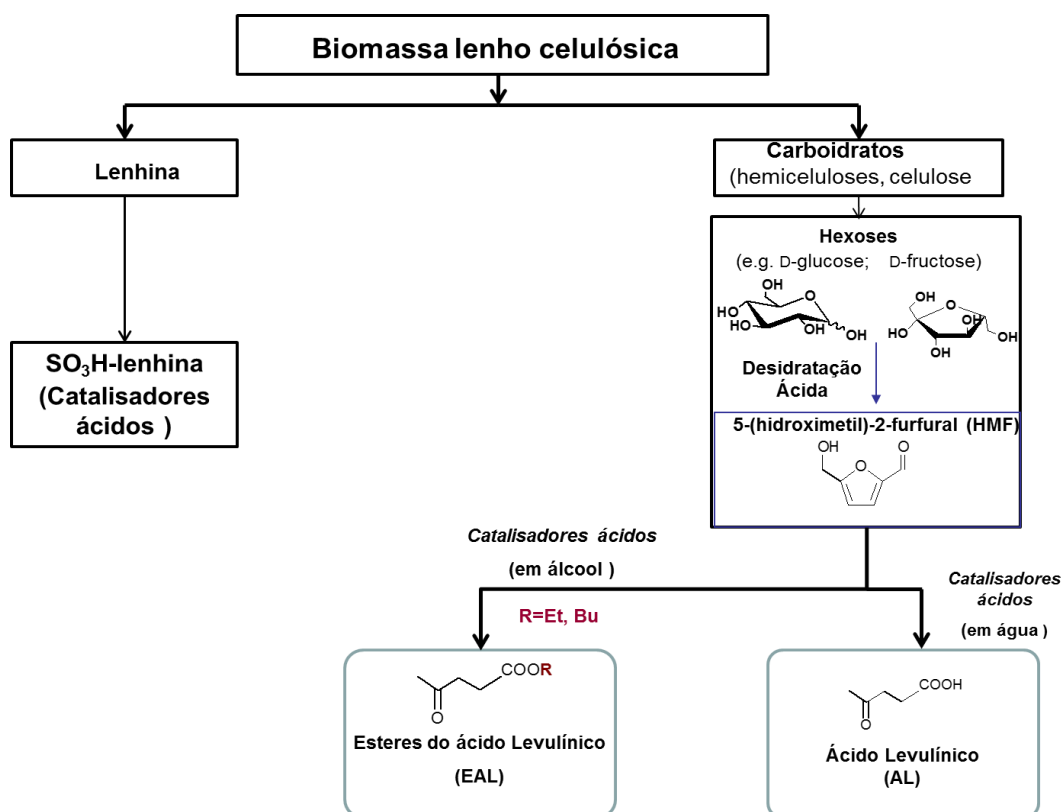 Biomassa lenho celulósica
Lenhina
Carboidratos
(hemiceluloses, celulose
Hexoses
(e.g. D-glucose; D-fructose)
OH
O
HO
HO
OH
OH
OH
O
OH
HO
OH
OH
SO3H-lenhina
(Catalisadores
ácidos )
Desidratação
Ácida
5-(hidroximetil)-2-furfural (HMF)
OH
O
O
Catalisadores ácidos
(em álcool )
R=Et, Bu
Catalisadores
ácidos
(em água )
COOR
O
Esteres do ácido Levulínico
(EAL)
COOH
O
Ácido Levulínico
(AL)